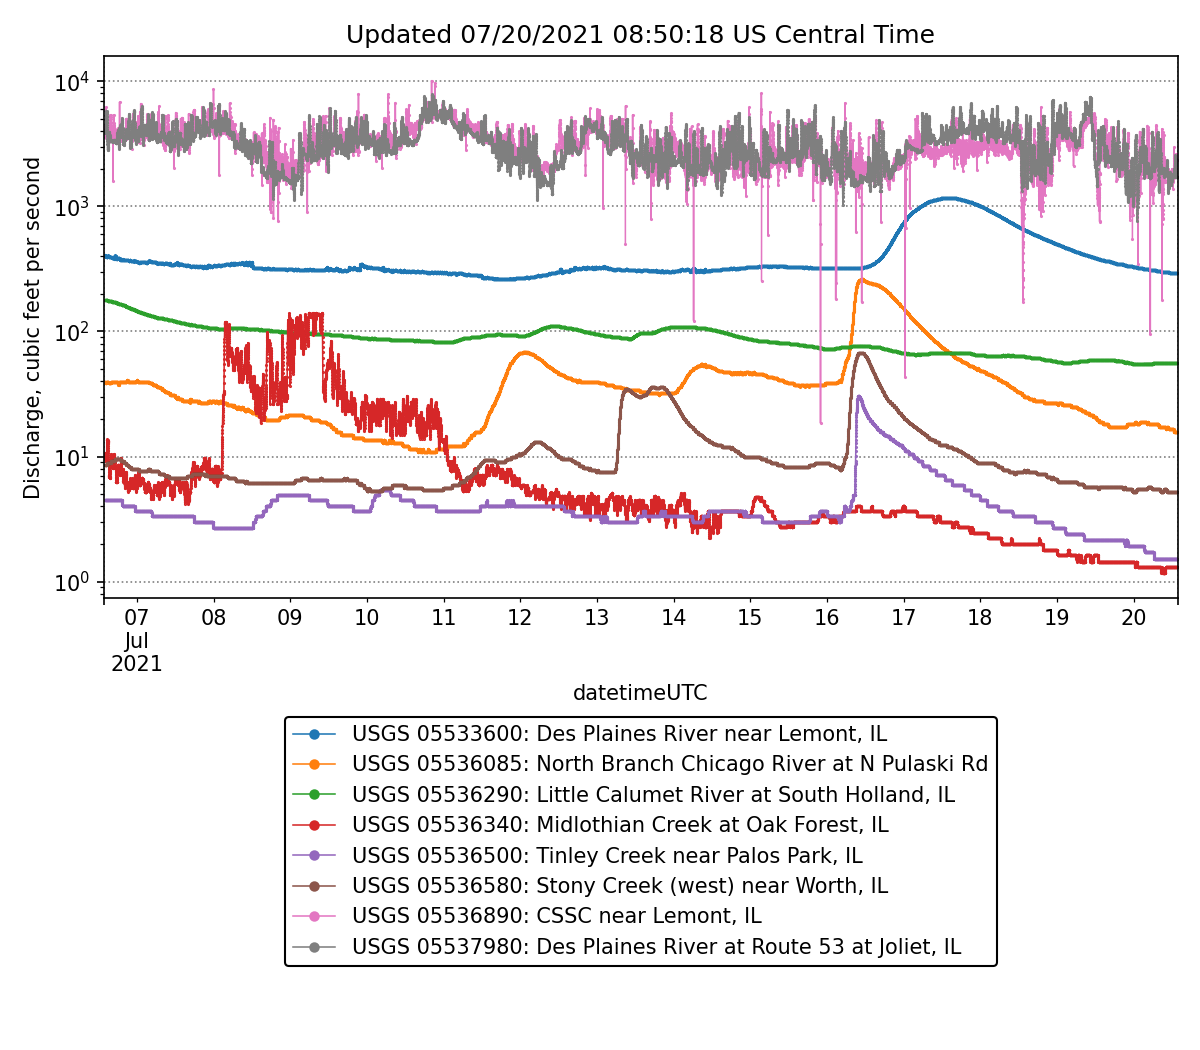 Updated 07/20/2021 08:50:18 US Central Time
Discharge, cubic feet per second
10^4
10^3
10^2
10^1
10^0
07 08 09 10 11 12 13 14 15 16 17 18 19 20
Jul
2021
datetimeUTC
USGS 05533600: Des Plaines River near Lemont, IL
USGS 05536085: North Branch Chicago River at N Pulaski Rd
USGS 05536290: Little Calumet River at South Holland, IL
USGS 05536340: Midlothian Creek at Oak Forest, IL
USGS 05536500: Tinley Creek near Palos Park, IL
USGS 05536580: Stony Creek (west) near Worth, IL
USGS 05536890: CSSC near Lemont, IL
USGS 05537980: Des Plaines River at Route 53 at Joliet, IL